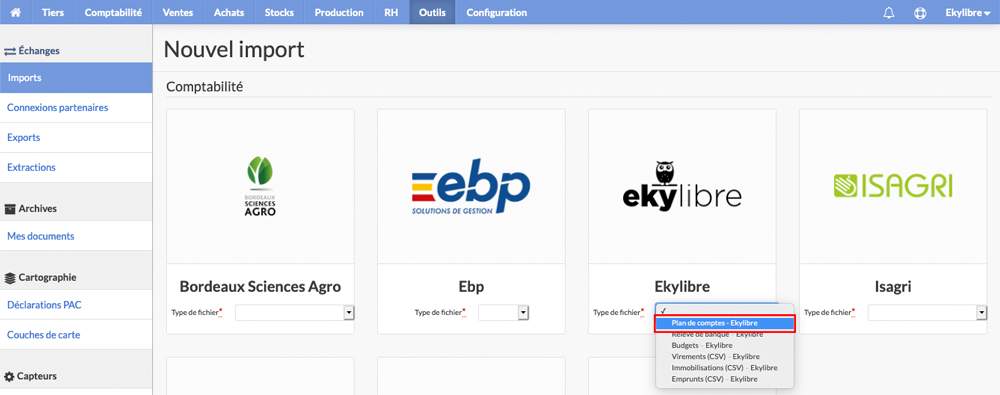 Tiers Comptabilité Ventes Achats Stocks Production RH Outils Configuration Ekylibre
Échanges
Imports
Connexions partenaires
Exports
Extractions
Archives
Mes documents
Cartographie
Déclarations PAC
Couches de carte
Capteurs
Nouvel import
Comptabilité
BORDEAUX
SCIENCES
AGRO
Bordeaux Sciences Agro
Type de fichier*
ebp
SOLUTIONS DE GESTION
Ebp
Type de fichier*
ekylibre
Ekylibre
Type de fichier*
✓
Plan de comptes - Ekylibre
Relevé de banque - Ekylibre
Budgets - Ekylibre
Virements (CSV) - Ekylibre
Immobilisations (CSV) - Ekylibre
Emprunts (CSV) - Ekylibre
ISAGRI
Isagri
Type de fichier*